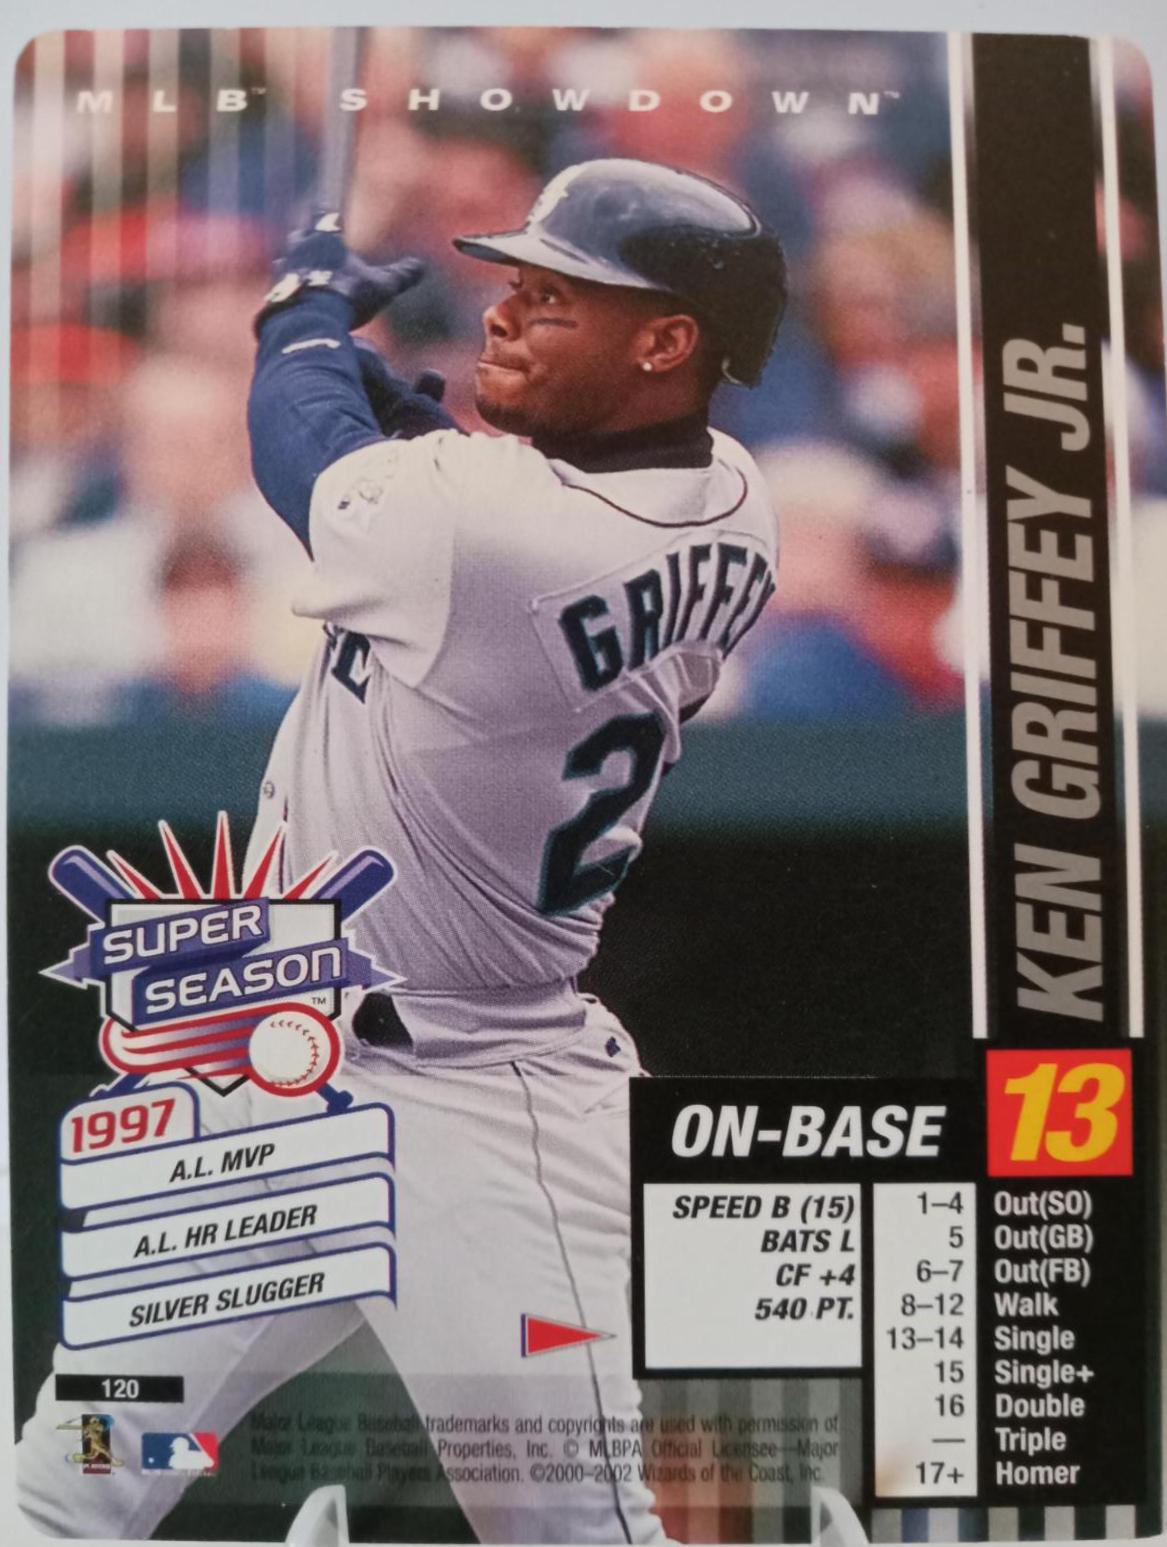 MLB™ SHOWDOWN™
KEN GRIFFEY JR.
GRIFFEY
2
SUPER
SEASON
™
1997
A.L. MVP
A.L. HR LEADER
SILVER SLUGGER
120
ON-BASE 13
SPEED B (15)
BATS L
CF +4
540 PT.
1–4 Out(SO)
5 Out(GB)
6–7 Out(FB)
8–12 Walk
13–14 Single
15 Single+
16 Double
— Triple
17+ Homer
Major League Baseball trademarks and copyrights are used with permission of
Major League Baseball Properties, Inc. © MLBPA Official Licensee—Major
League Baseball Players Association. ©2000–2002 Wizards of the Coast, Inc.